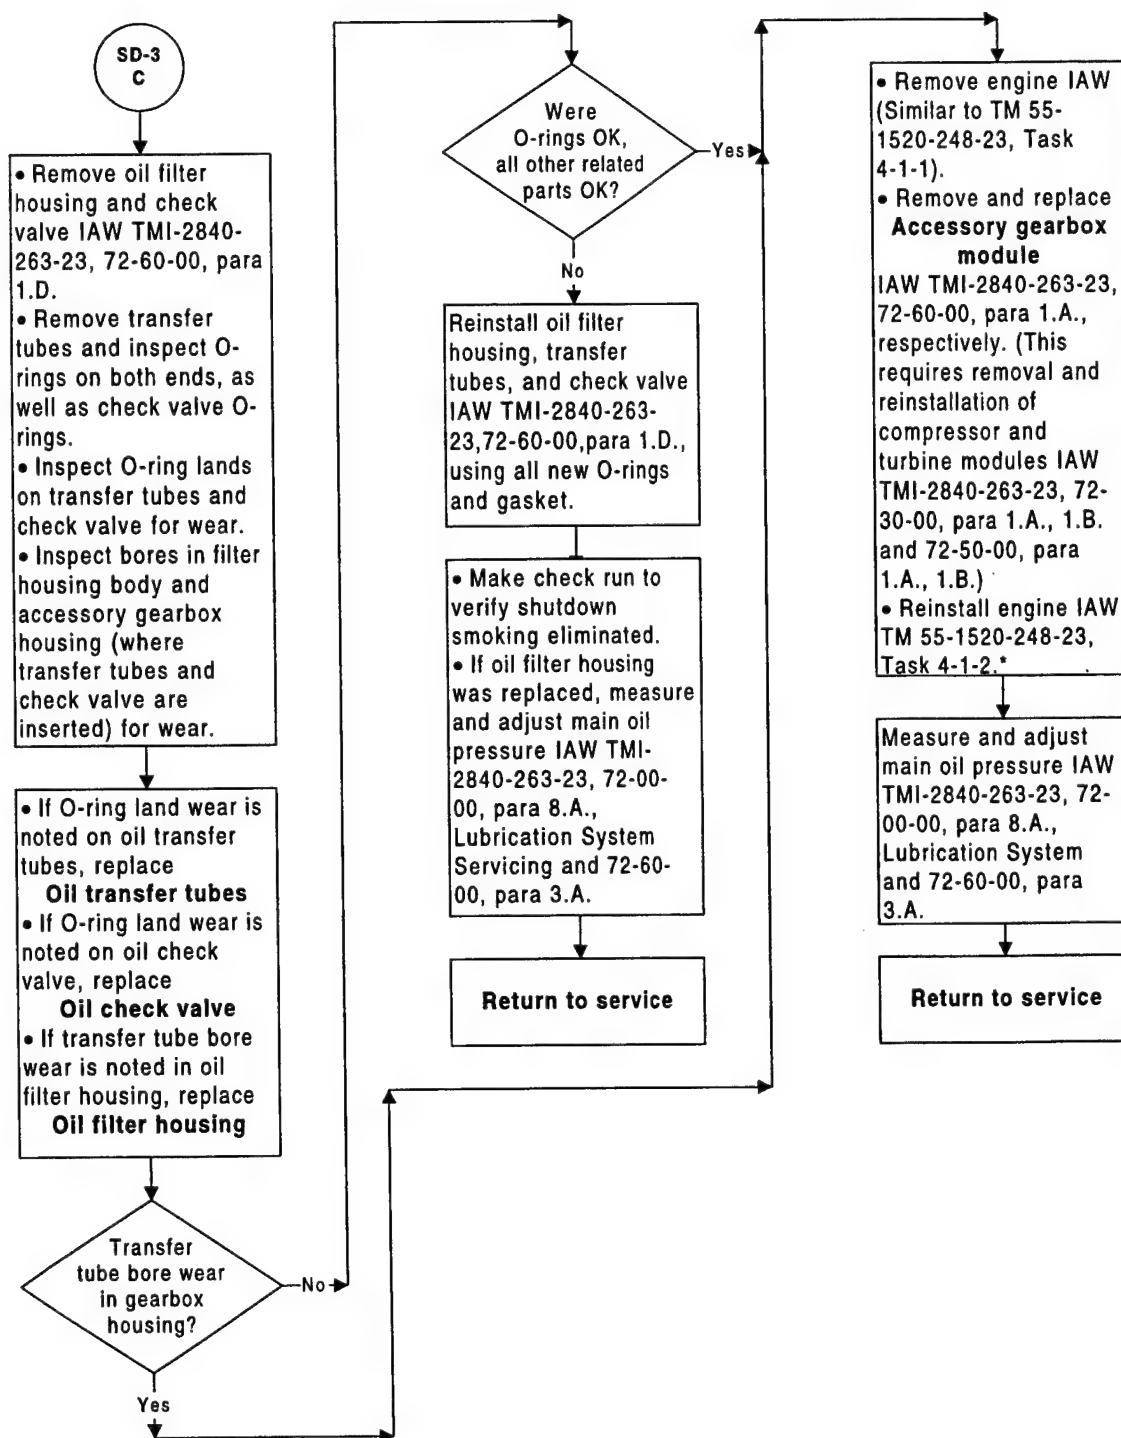 SD-3
C
• Remove oil filter
housing and check
valve IAW TMI-2840-
263-23, 72-60-00, para
1.D.
• Remove transfer
tubes and inspect O-
rings on both ends, as
well as check valve O-
rings.
• Inspect O-ring lands
on transfer tubes and
check valve for wear.
• Inspect bores in filter
housing body and
accessory gearbox
housing (where
transfer tubes and
check valve are
inserted) for wear.
• If O-ring land wear is
noted on oil transfer
tubes, replace
Oil transfer tubes
• If O-ring land wear is
noted on oil check
valve, replace
Oil check valve
• If transfer tube bore
wear is noted in oil
filter housing, replace
Oil filter housing
Transfer
tube bore wear
in gearbox
housing?
No
Yes
Were
O-rings OK,
all other related
parts OK?
Yes
No
Reinstall oil filter
housing, transfer
tubes, and check valve
IAW TMI-2840-263-
23,72-60-00,para 1.D.,
using all new O-rings
and gasket.
• Make check run to
verify shutdown
smoking eliminated.
• If oil filter housing
was replaced, measure
and adjust main oil
pressure IAW TMI-
2840-263-23, 72-00-
00, para 8.A.,
Lubrication System
Servicing and 72-60-
00, para 3.A.
Return to service
• Remove engine IAW
(Similar to TM 55-
1520-248-23, Task
4-1-1).
• Remove and replace
Accessory gearbox
module
IAW TMI-2840-263-23,
72-60-00, para 1.A.,
respectively. (This
requires removal and
reinstallation of
compressor and
turbine modules IAW
TMI-2840-263-23, 72-
30-00, para 1.A., 1.B.
and 72-50-00, para
1.A., 1.B.)
• Reinstall engine IAW
TM 55-1520-248-23,
Task 4-1-2.*
Measure and adjust
main oil pressure IAW
TMI-2840-263-23, 72-
00-00, para 8.A.,
Lubrication System
and 72-60-00, para
3.A.
Return to service